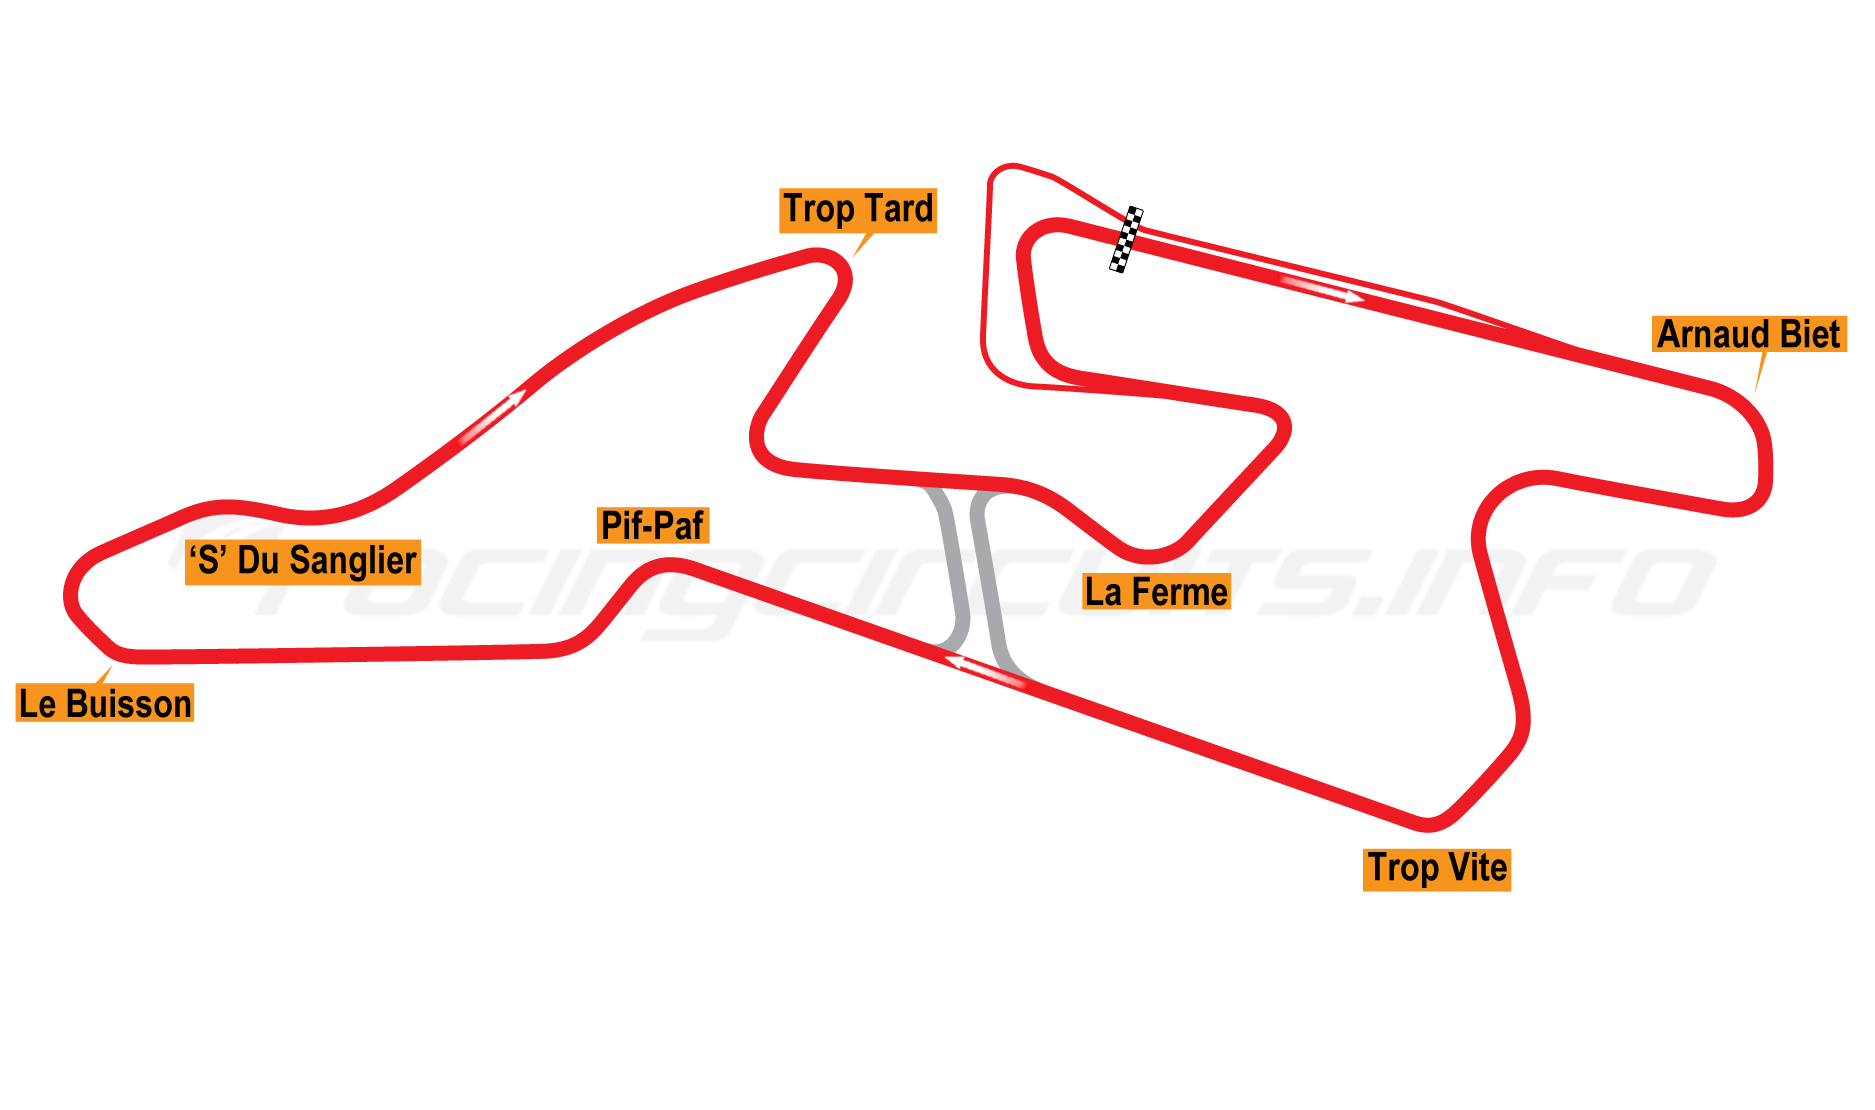 Trop Tard
Arnaud Biet
Pif-Paf
‘S’ Du Sanglier
La Ferme
racingcircuits.info
Le Buisson
Trop Vite